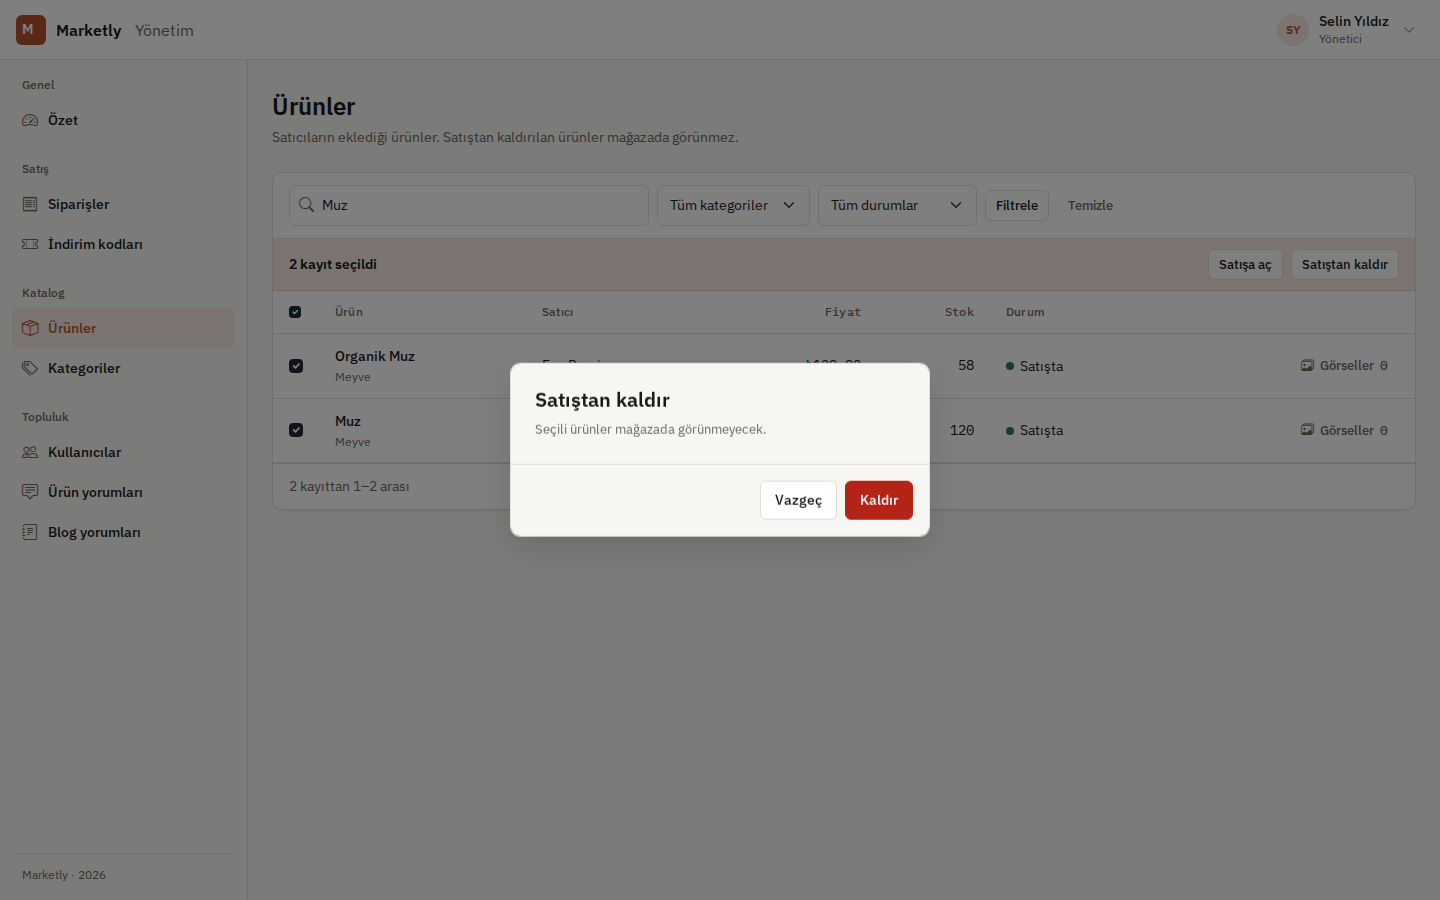 M Marketly Yönetim
SY Selin Yıldız
Yönetici
Genel
Özet
Satış
Siparişler
İndirim kodları
Katalog
Ürünler
Kategoriler
Topluluk
Kullanıcılar
Ürün yorumları
Blog yorumları
Marketly · 2026
Ürünler
Satıcıların eklediği ürünler. Satıştan kaldırılan ürünler mağazada görünmez.
Muz Tüm kategoriler Tüm durumlar Filtrele Temizle
2 kayıt seçildi Satışa aç Satıştan kaldır
Ürün Satıcı Fiyat Stok Durum
Organik Muz 58 Satışta Görseller 0
Meyve
Muz 120 Satışta Görseller 0
Meyve
2 kayıttan 1–2 arası
Satıştan kaldır
Seçili ürünler mağazada görünmeyecek.
Vazgeç Kaldır